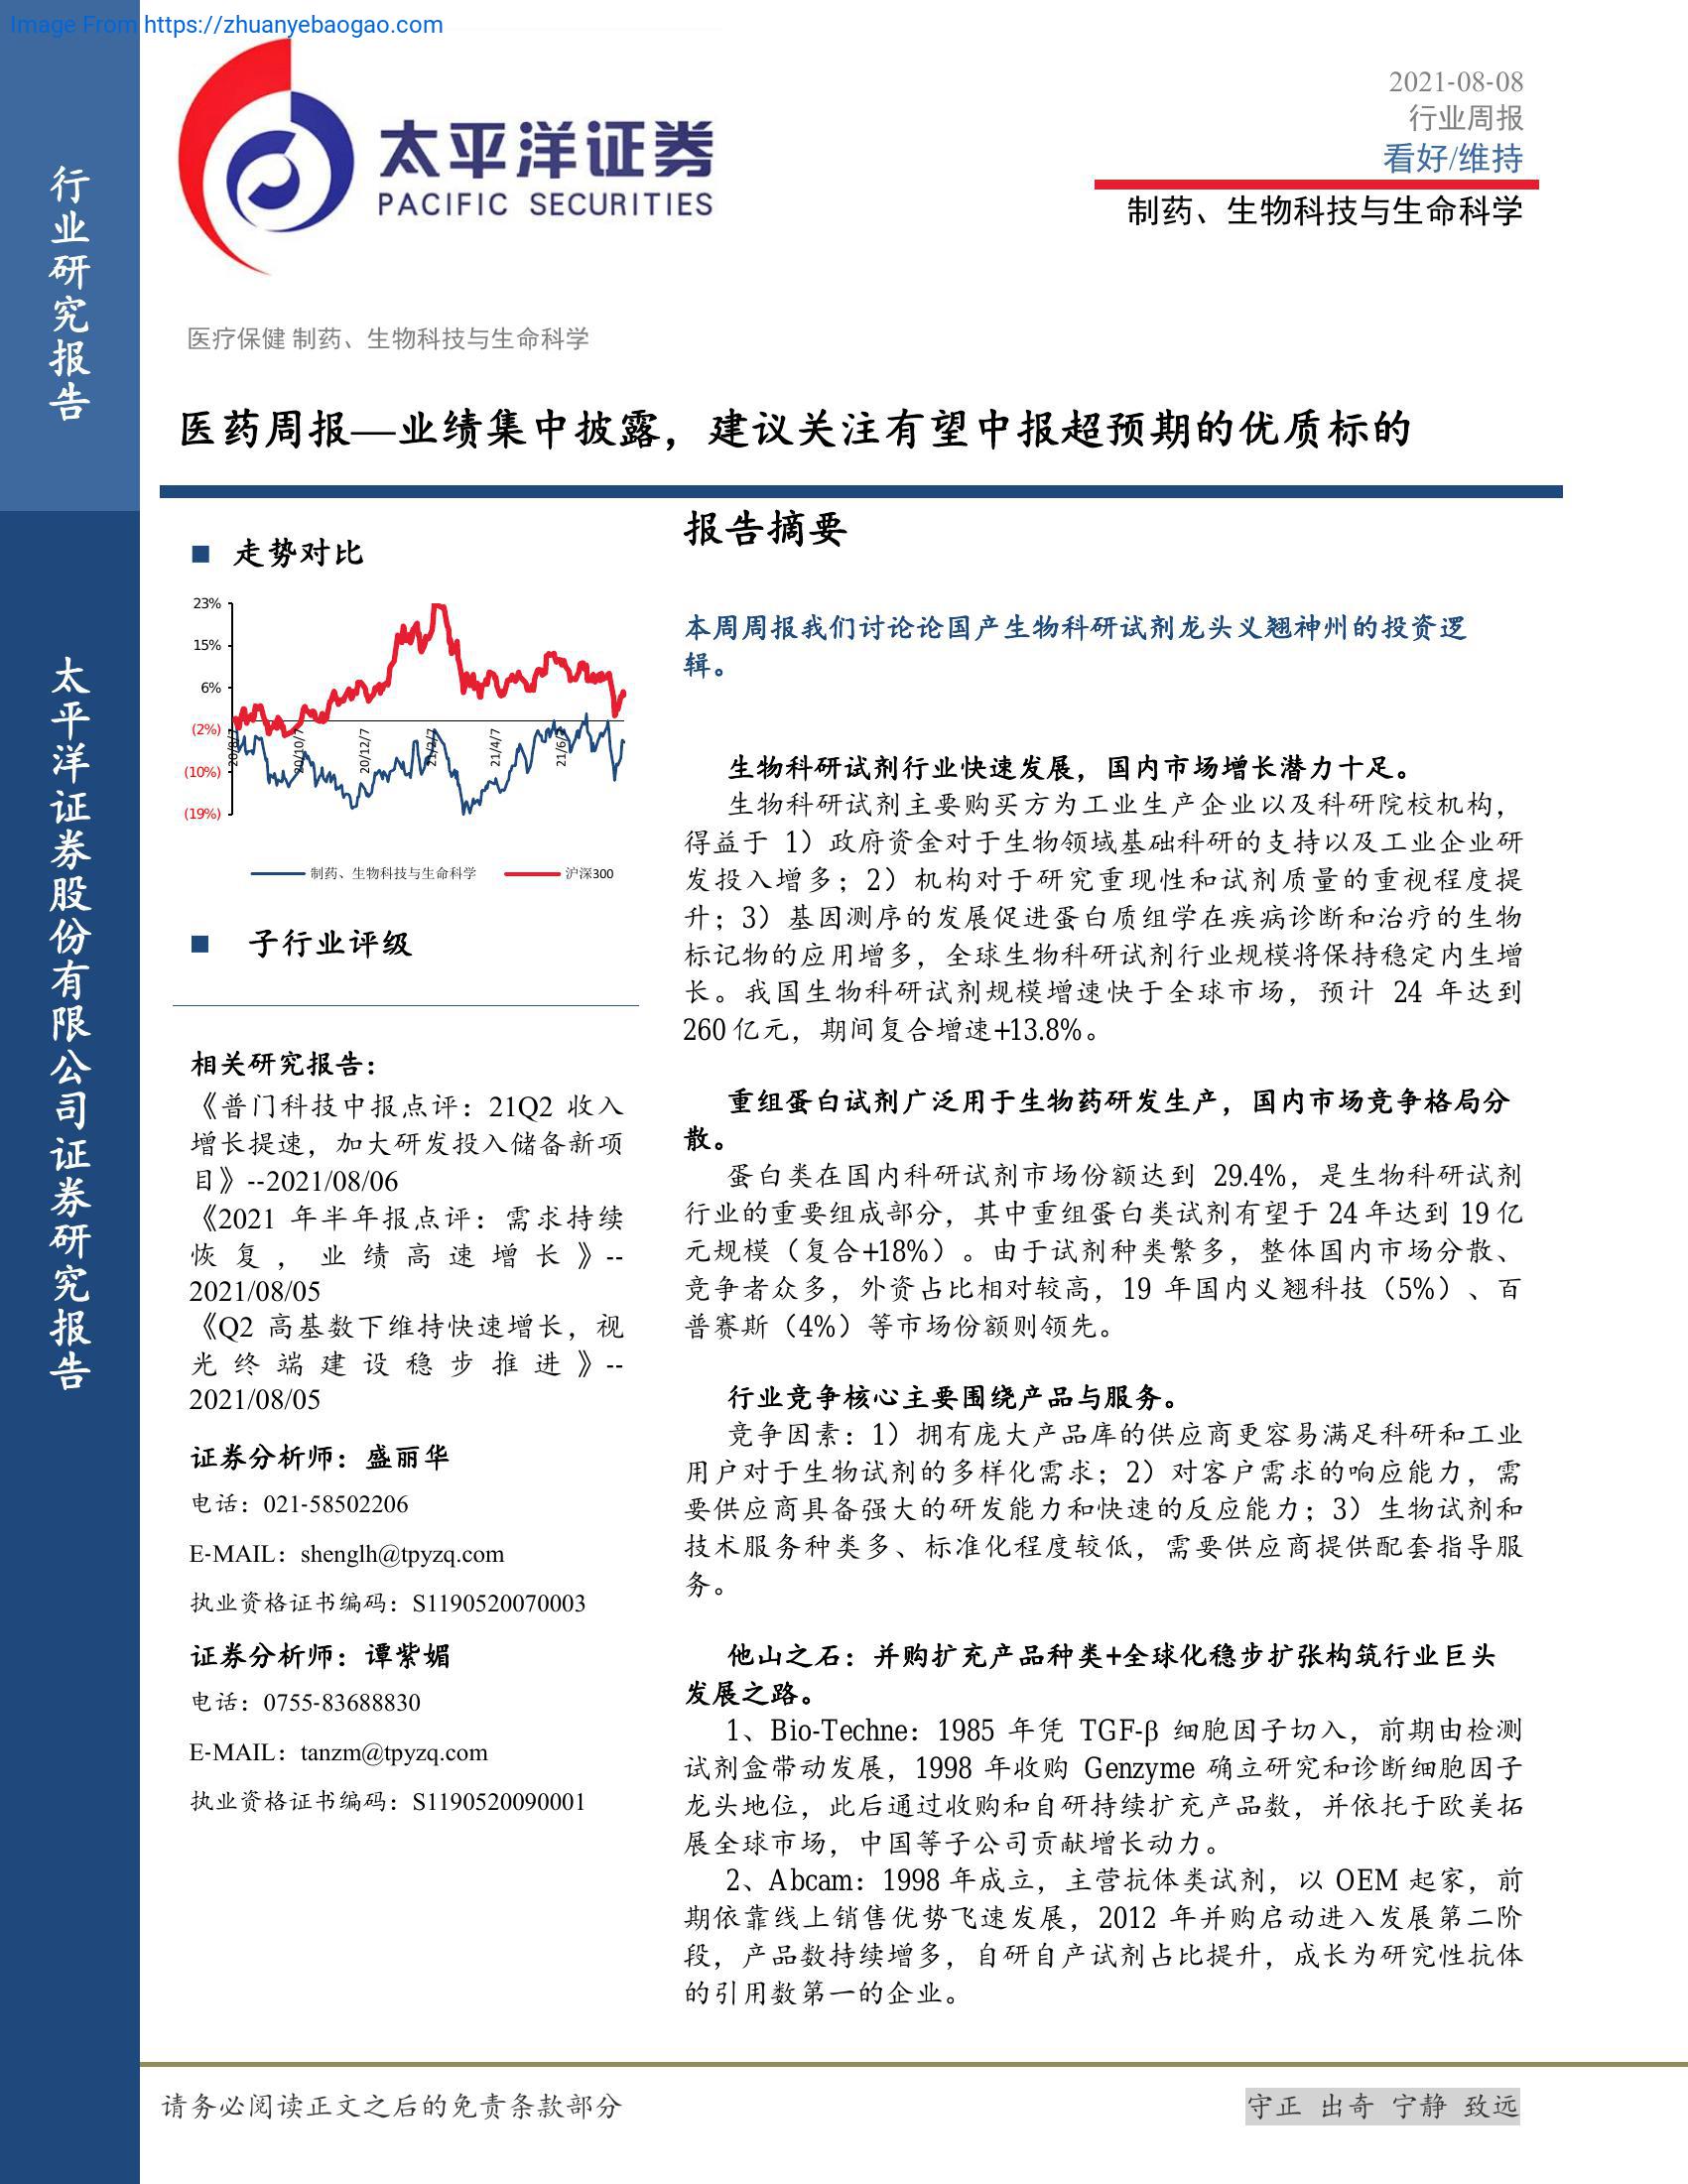 Image From https://zhuanyebaogao.com
行业研究报告
太平洋证券股份有限公司证券研究报告
太平洋证券
PACIFIC SECURITIES
2021-08-08
行业周报
看好/维持
制药、生物科技与生命科学
医疗保健 制药、生物科技与生命科学
医药周报—业绩集中披露，建议关注有望中报超预期的优质标的
■ 走势对比
23%
15%
6%
(2%)
(10%)
(19%)
20/8/7
20/10/7
20/12/7
21/2/7
21/4/7
21/6/7
制药、生物科技与生命科学 沪深300
■ 子行业评级
相关研究报告：
《普门科技中报点评：21Q2 收入
增长提速，加大研发投入储备新项
目》--2021/08/06
《2021 年半年报点评：需求持续
恢复，业绩高速增长》--
2021/08/05
《Q2 高基数下维持快速增长，视
光终端建设稳步推进》--
2021/08/05
证券分析师：盛丽华
电话：021-58502206
E-MAIL：shenglh@tpyzq.com
执业资格证书编码：S1190520070003
证券分析师：谭紫媚
电话：0755-83688830
E-MAIL：tanzm@tpyzq.com
执业资格证书编码：S1190520090001
报告摘要
本周周报我们讨论论国产生物科研试剂龙头义翘神州的投资逻
辑。
生物科研试剂行业快速发展，国内市场增长潜力十足。
生物科研试剂主要购买方为工业生产企业以及科研院校机构，
得益于 1）政府资金对于生物领域基础科研的支持以及工业企业研
发投入增多；2）机构对于研究重现性和试剂质量的重视程度提
升；3）基因测序的发展促进蛋白质组学在疾病诊断和治疗的生物
标记物的应用增多，全球生物科研试剂行业规模将保持稳定内生增
长。我国生物科研试剂规模增速快于全球市场，预计 24 年达到
260 亿元，期间复合增速+13.8%。
重组蛋白试剂广泛用于生物药研发生产，国内市场竞争格局分
散。
蛋白类在国内科研试剂市场份额达到 29.4%，是生物科研试剂
行业的重要组成部分，其中重组蛋白类试剂有望于 24 年达到 19 亿
元规模（复合+18%）。由于试剂种类繁多，整体国内市场分散、
竞争者众多，外资占比相对较高，19 年国内义翘科技（5%）、百
普赛斯（4%）等市场份额则领先。
行业竞争核心主要围绕产品与服务。
竞争因素：1）拥有庞大产品库的供应商更容易满足科研和工业
用户对于生物试剂的多样化需求；2）对客户需求的响应能力，需
要供应商具备强大的研发能力和快速的反应能力；3）生物试剂和
技术服务种类多、标准化程度较低，需要供应商提供配套指导服
务。
他山之石：并购扩充产品种类+全球化稳步扩张构筑行业巨头
发展之路。
1、Bio-Techne：1985 年凭 TGF-β 细胞因子切入，前期由检测
试剂盒带动发展，1998 年收购 Genzyme 确立研究和诊断细胞因子
龙头地位，此后通过收购和自研持续扩充产品数，并依托于欧美拓
展全球市场，中国等子公司贡献增长动力。
2、Abcam：1998 年成立，主营抗体类试剂，以 OEM 起家，前
期依靠线上销售优势飞速发展，2012 年并购启动进入发展第二阶
段，产品数持续增多，自研自产试剂占比提升，成长为研究性抗体
的引用数第一的企业。
请务必阅读正文之后的免责条款部分
守正 出奇 宁静 致远